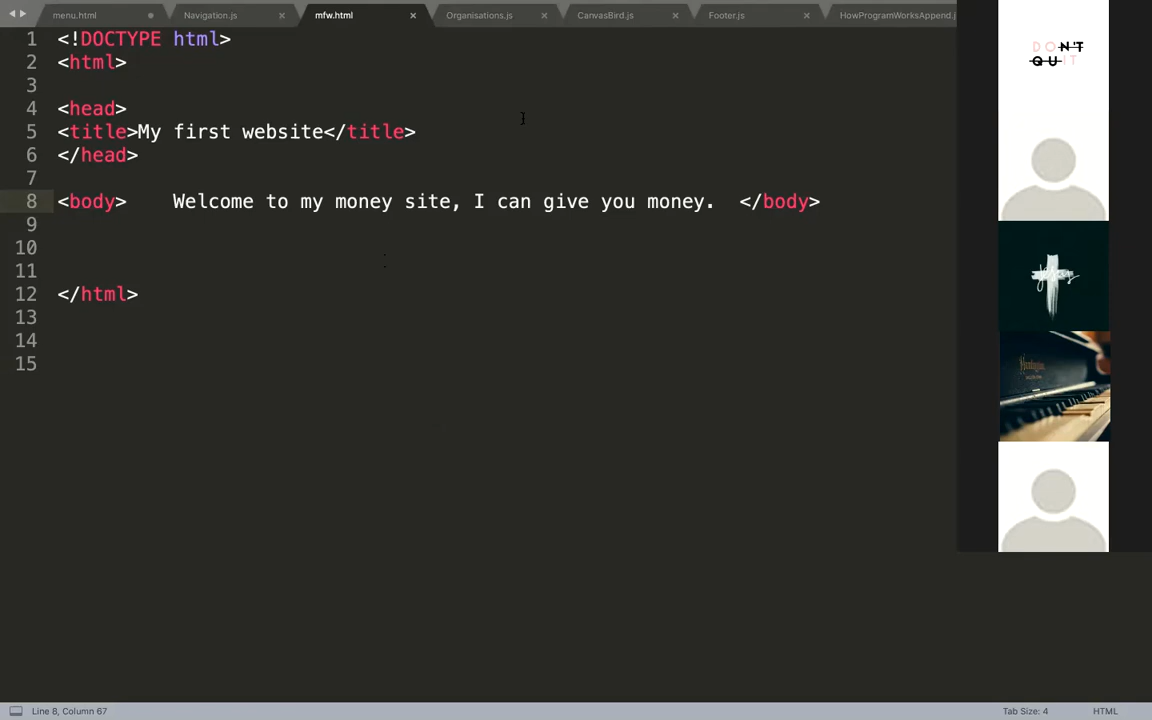 menu.html
Navigation.js
mfw.html
Organisations.js
CanvasBird.js
Footer.js
HowProgramWorksAppend.j
1 <!DOCTYPE html>
2 <html>
3
4 <head>
5 <title>My first website</title>
6 </head>
7
8 <body>    Welcome to my money site, I can give you money.  </body>
9
10
11
12 </html>
13
14
15
DON'T
QUIT
jesus
Line 8, Column 67
Tab Size: 4
HTML